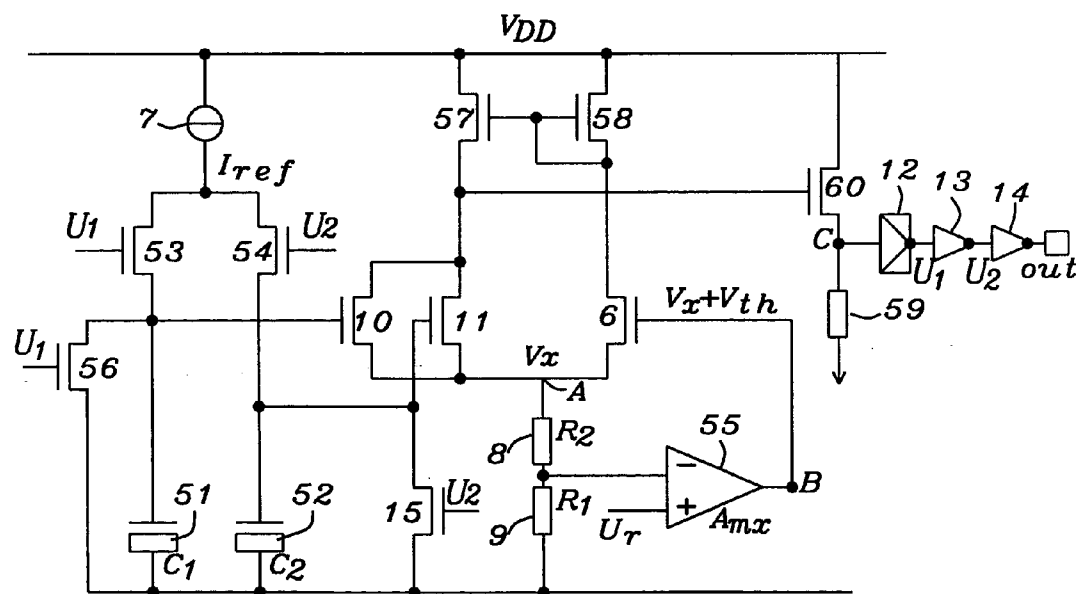 VDD
7
Iref
57
58
60
12
13
14
U1
53
54
U2
C
U1
U2
out
10
11
6
Vx+Vth
59
U1
56
Vx
A
8
R2
55
51
52
15
U2
9
R1
−
+
Ur
Amx
B
C1
C2